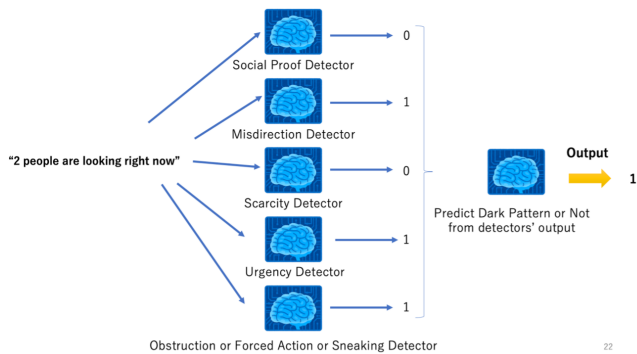 0
Social Proof Detector
1
Misdirection Detector
“2 people are looking right now”
0
Scarcity Detector
1
Urgency Detector
1
Obstruction or Forced Action or Sneaking Detector
Output
1
Predict Dark Pattern or Not
from detectors’ output
22